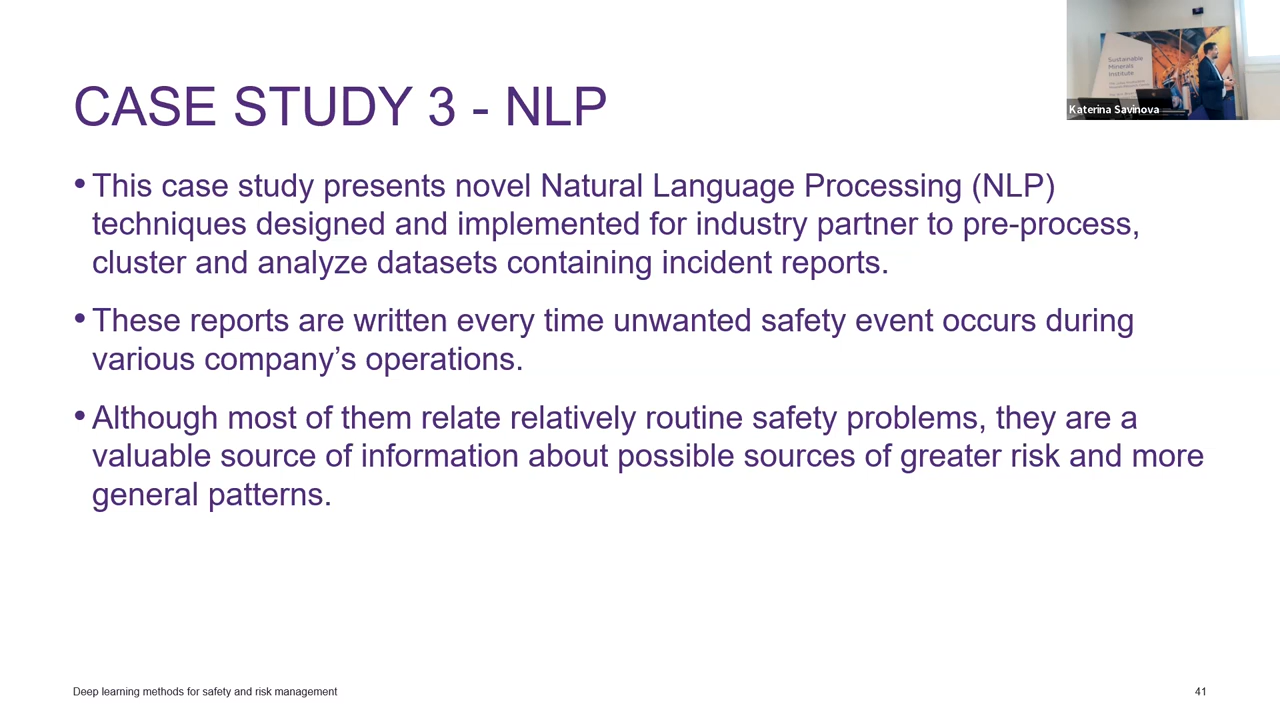 Sustainable
Minerals
Institute
Katerina Savinova
CASE STUDY 3 - NLP
• This case study presents novel Natural Language Processing (NLP)
techniques designed and implemented for industry partner to pre-process,
cluster and analyze datasets containing incident reports.
• These reports are written every time unwanted safety event occurs during
various company’s operations.
• Although most of them relate relatively routine safety problems, they are a
valuable source of information about possible sources of greater risk and more
general patterns.
Deep learning methods for safety and risk management
41